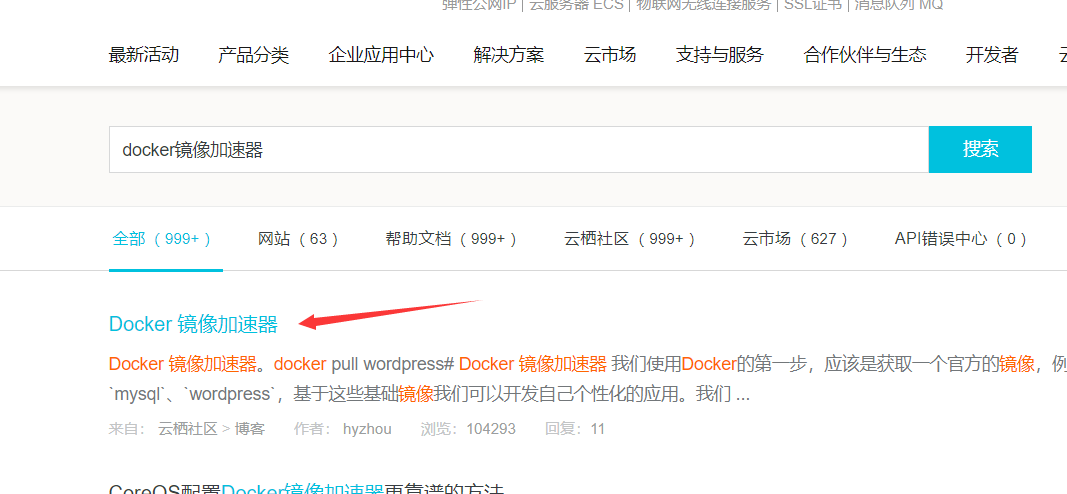 弹性公网IP | 云服务器 ECS | 物联网无线连接服务 | SSL证书 | 消息队列 MQ
最新活动 产品分类 企业应用中心 解决方案 云市场 支持与服务 合作伙伴与生态 开发者
docker镜像加速器 搜索
全部 ( 999+ ) 网站 ( 63 ) 帮助文档 ( 999+ ) 云栖社区 ( 999+ ) 云市场 ( 627 ) API错误中心 ( 0 )
Docker 镜像加速器
Docker 镜像加速器。docker pull wordpress# Docker 镜像加速器 我们使用Docker的第一步，应该是获取一个官方的镜像，例
`mysql`、`wordpress`，基于这些基础镜像我们可以开发自己个性化的应用。我们 ...
来自： 云栖社区 > 博客 作者： hyzhou 浏览：104293 回复：11
CoreOS配置Docker镜像加速器更靠谱的方法